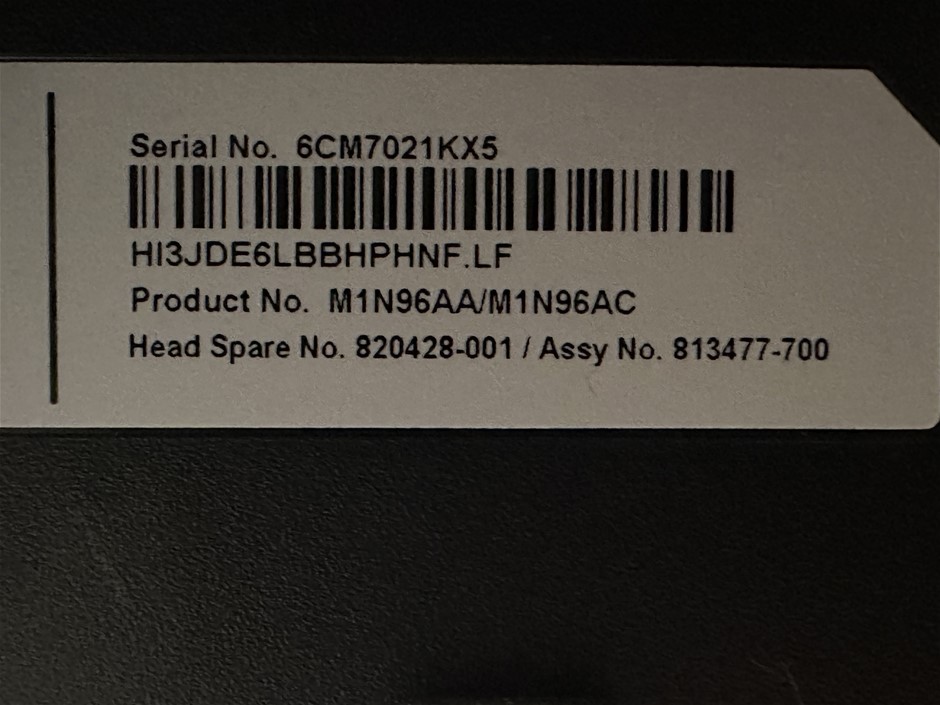 Serial No. 6CM7021KX5
HI3JDE6LBBHPHNF.LF
Product No. M1N96AA/M1N96AC
Head Spare No. 820428-001 / Assy No. 813477-700